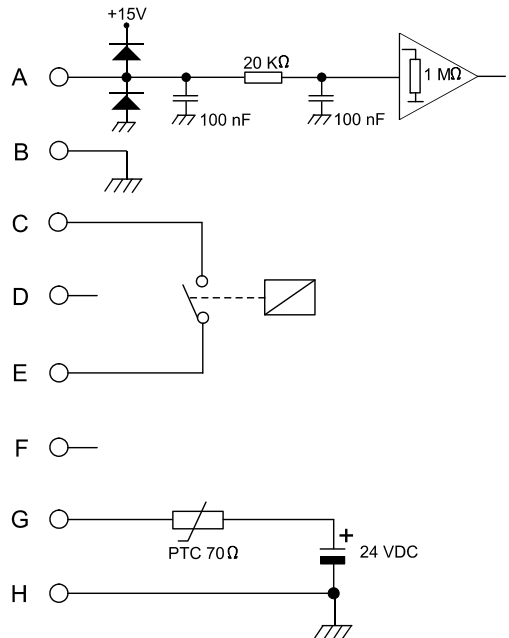 +15V
A
20 KΩ
1 MΩ
100 nF
100 nF
B
C
D
E
F
G
+
PTC 70Ω
24 VDC
H